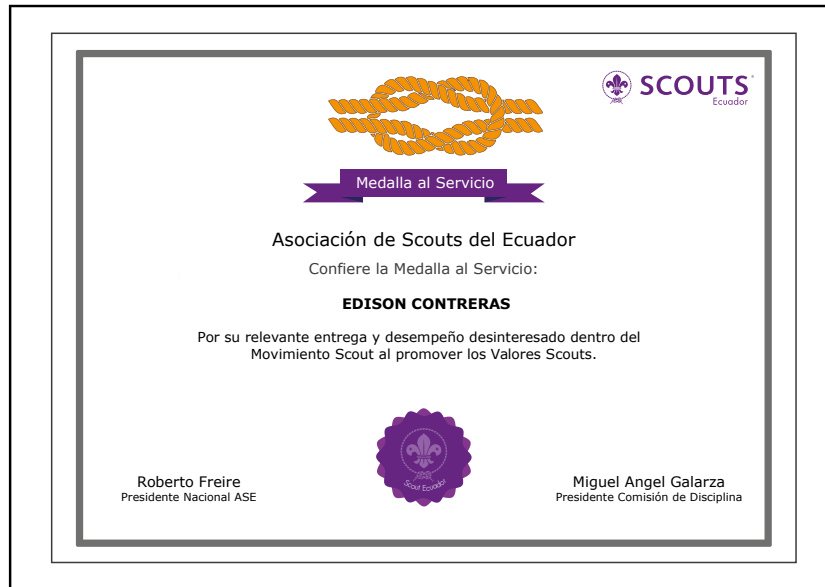 SCOUTS
Ecuador
Medalla al Servicio
Asociación de Scouts del Ecuador
Confiere la Medalla al Servicio:
EDISON CONTRERAS
Por su relevante entrega y desempeño desinteresado dentro del
Movimiento Scout al promover los Valores Scouts.
Scout Ecuador
Roberto Freire
Presidente Nacional ASE
Miguel Angel Galarza
Presidente Comisión de Disciplina